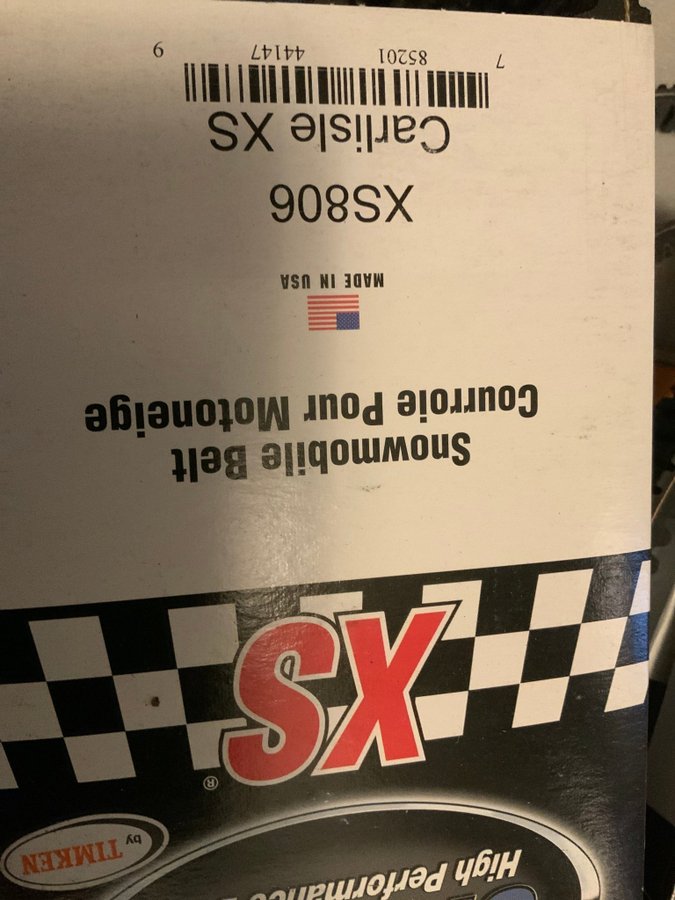 High Performance
by TIMKEN
XS®
Snowmobile Belt
Courroie Pour Motoneige
MADE IN USA
XS806
Carlisle XS
7 85201 44147 9